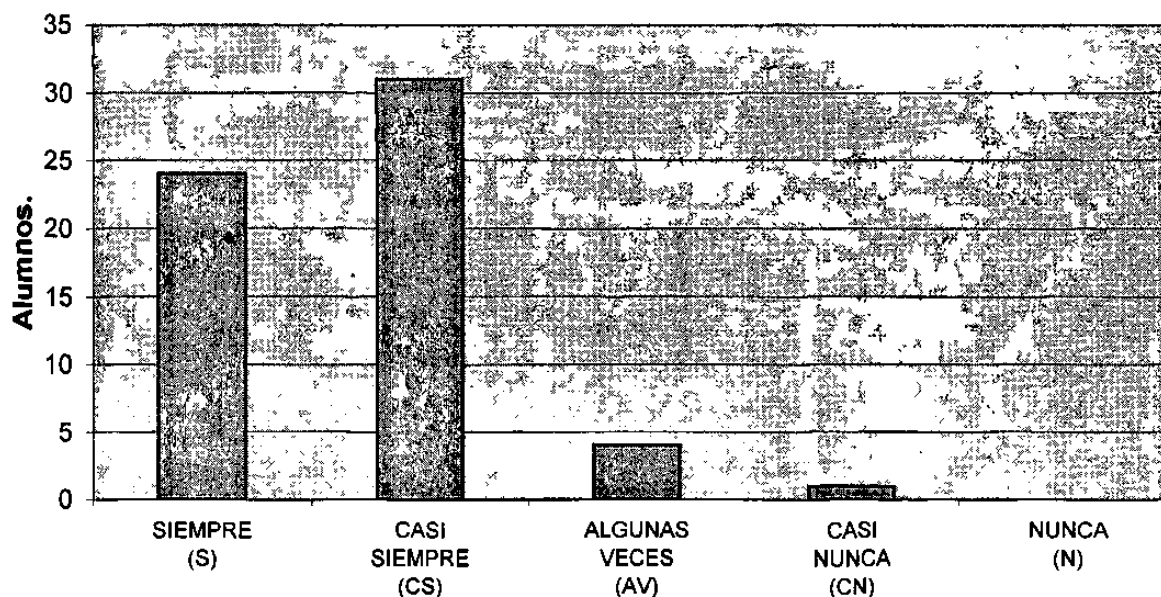 35
30
25
20
15
10
5
0
Alumnos.
SIEMPRE
(S)
CASI
SIEMPRE
(CS)
ALGUNAS
VECES
(AV)
CASI
NUNCA
(CN)
NUNCA
(N)